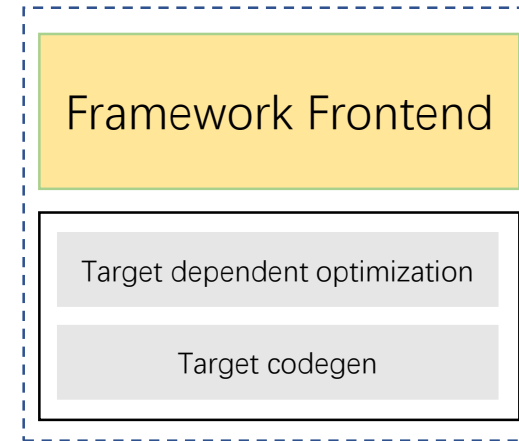 Framework Frontend
Target dependent optimization
Target codegen